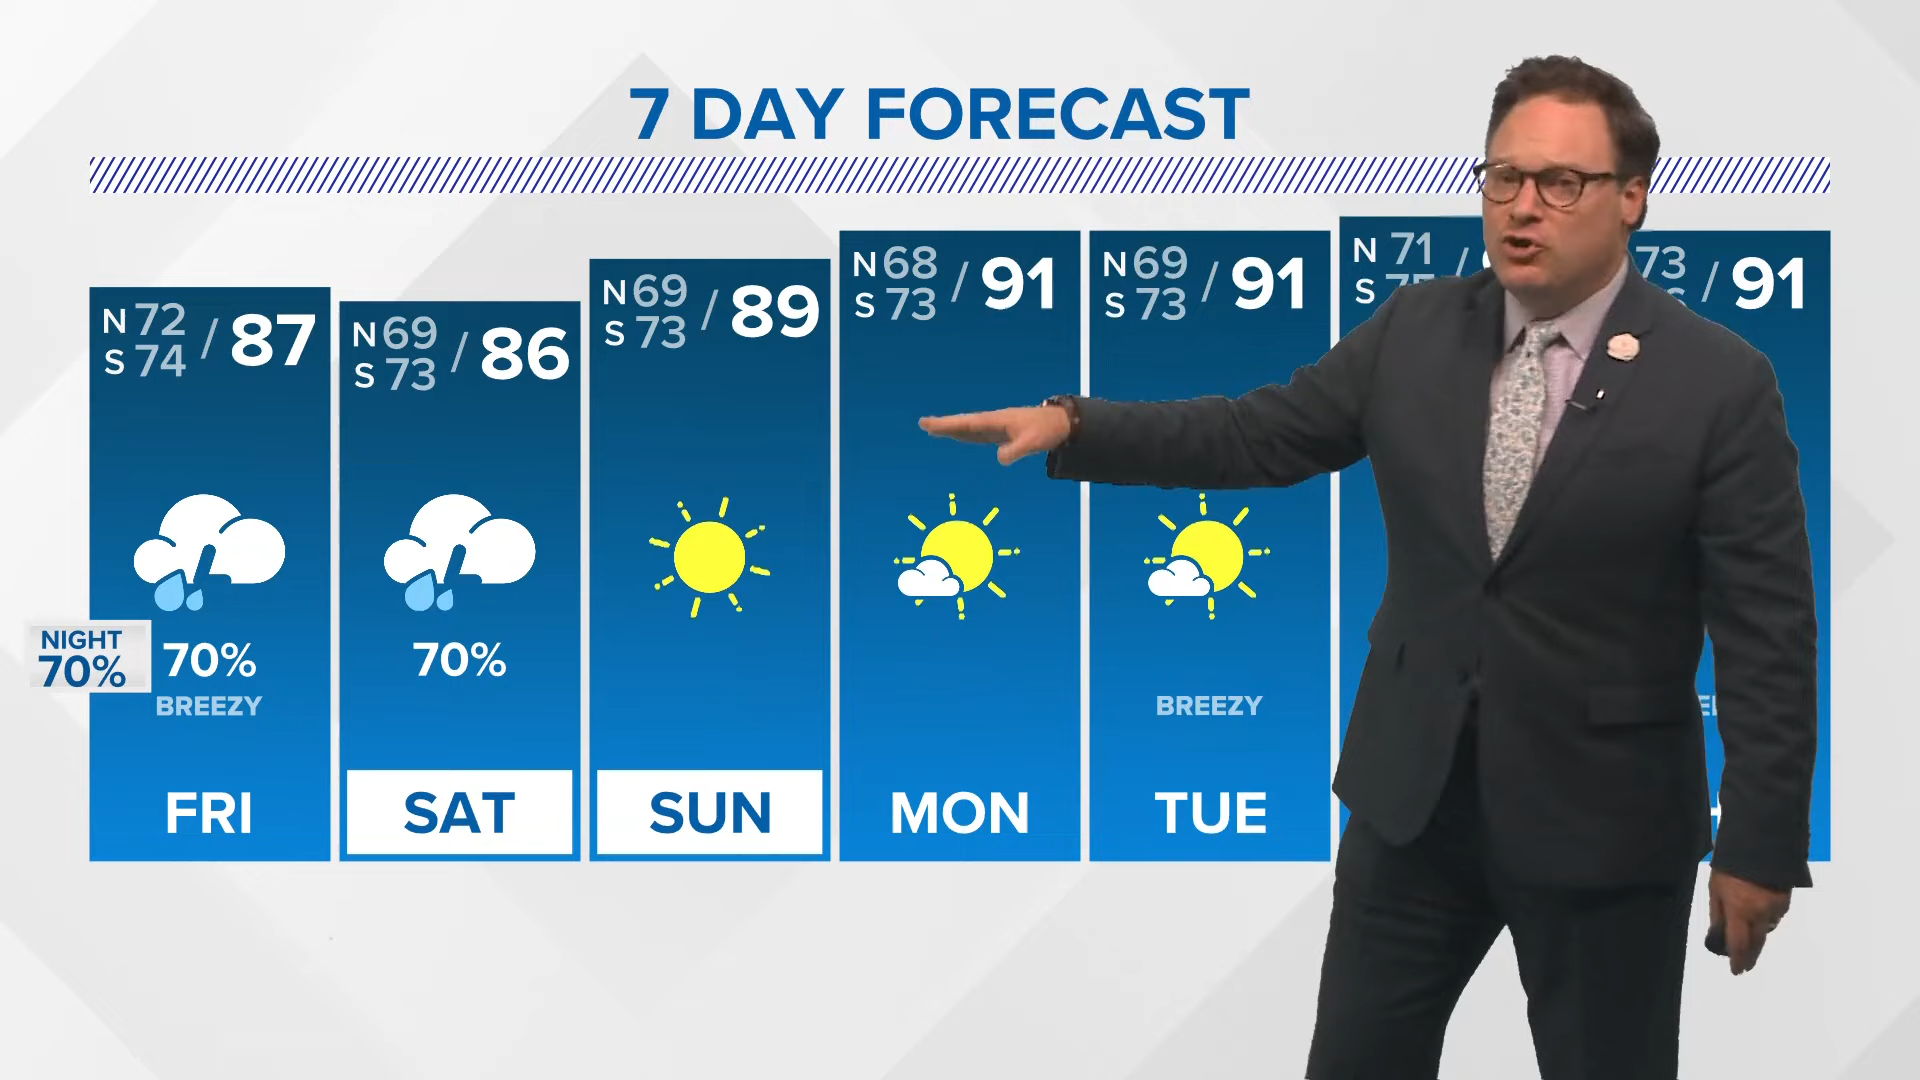 7 DAY FORECAST
N 72
S 74
/ 87
NIGHT
70%
70%
BREEZY
FRI
N 69
S 73
/ 86
70%
SAT
N 69
S 73
/ 89
SUN
N 68
S 73
/ 91
MON
N 69
S 73
/ 91
BREEZY
TUE
N 71
S
/
73
/ 91